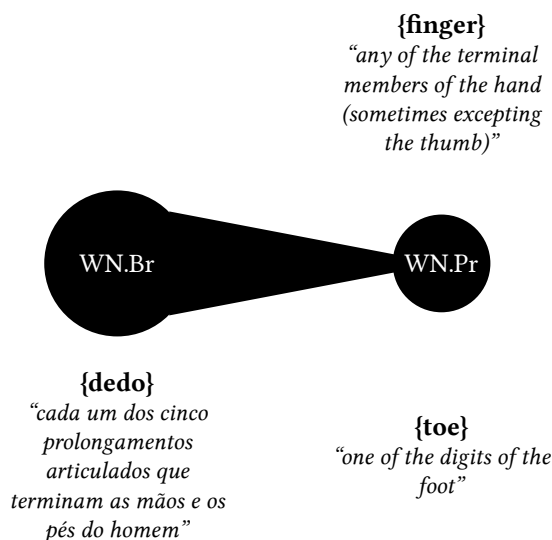 {finger}
“any of the terminal
members of the hand
(sometimes excepting
the thumb)”
WN.Br
WN.Pr
{dedo}
“cada um dos cinco
prolongamentos
articulados que
terminam as mãos e os
pés do homem”
{toe}
“one of the digits of the
foot”